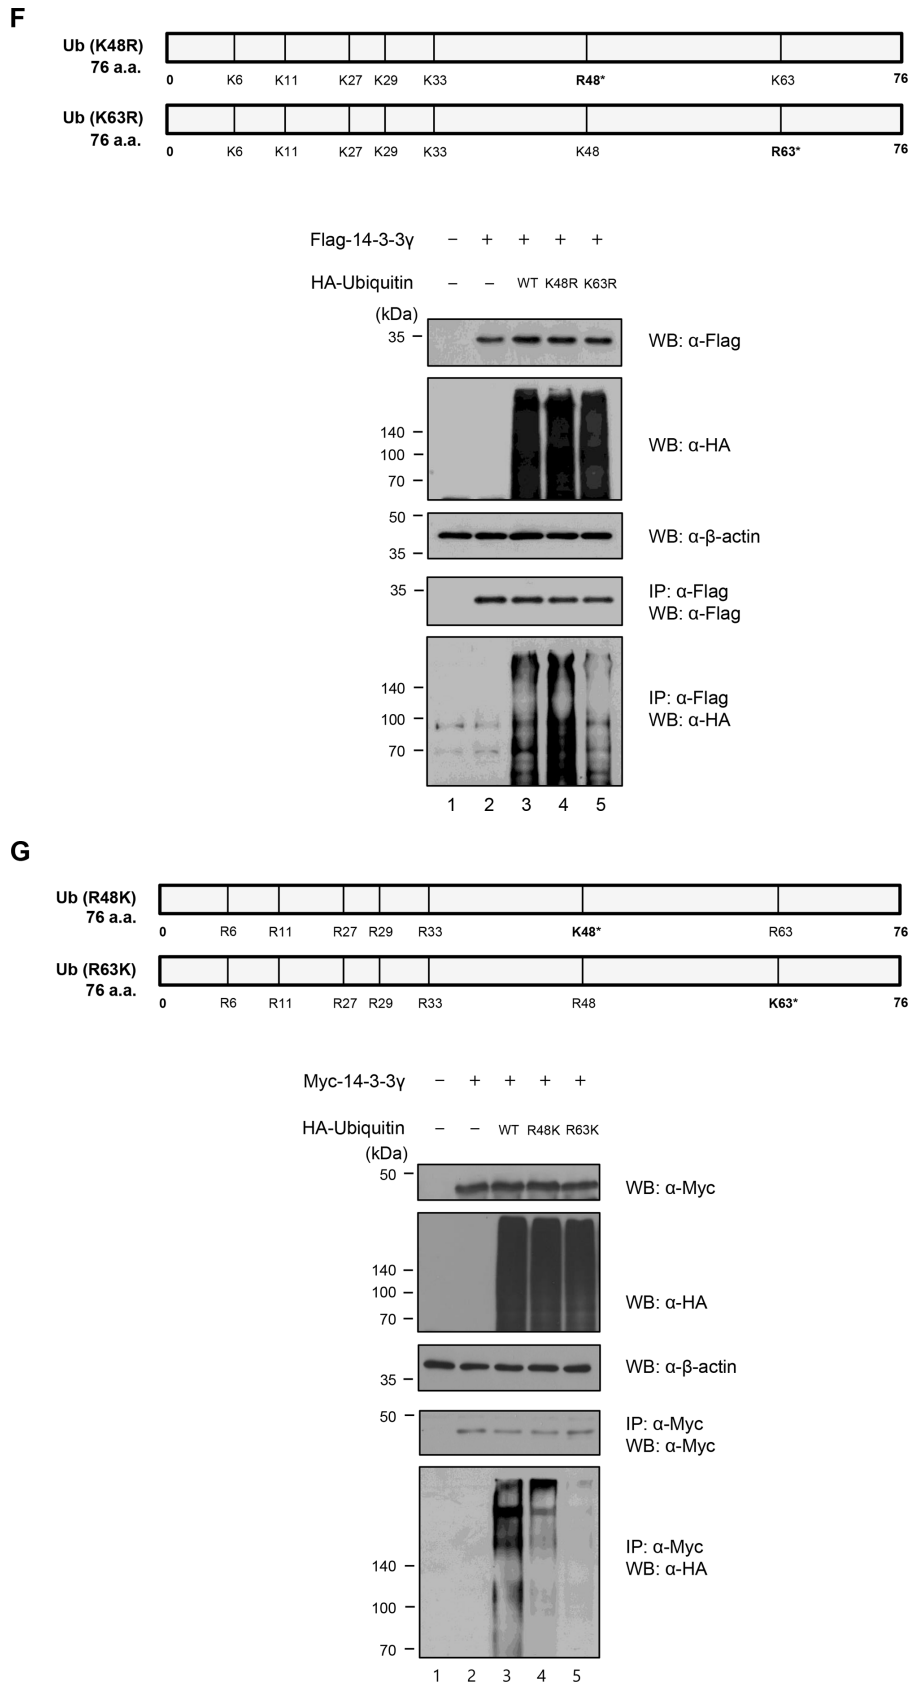 F
Ub (K48R)
76 a.a.
0 K6 K11 K27 K29 K33 R48* K63 76
Ub (K63R)
76 a.a.
0 K6 K11 K27 K29 K33 K48 R63* 76
Flag-14-3-3γ − + + + +
HA-Ubiquitin − − WT K48R K63R
(kDa)
35 WB: α-Flag
140
100
70
WB: α-HA
50
35
WB: α-β-actin
35
IP: α-Flag
WB: α-Flag
140
100
70
IP: α-Flag
WB: α-HA
1 2 3 4 5
G
Ub (R48K)
76 a.a.
0 R6 R11 R27 R29 R33 K48* R63 76
Ub (R63K)
76 a.a.
0 R6 R11 R27 R29 R33 R48 K63* 76
Myc-14-3-3γ − + + + +
HA-Ubiquitin − − WT R48K R63K
(kDa)
50
WB: α-Myc
140
100
70
WB: α-HA
35
WB: α-β-actin
50
IP: α-Myc
WB: α-Myc
140
100
70
IP: α-Myc
WB: α-HA
1 2 3 4 5